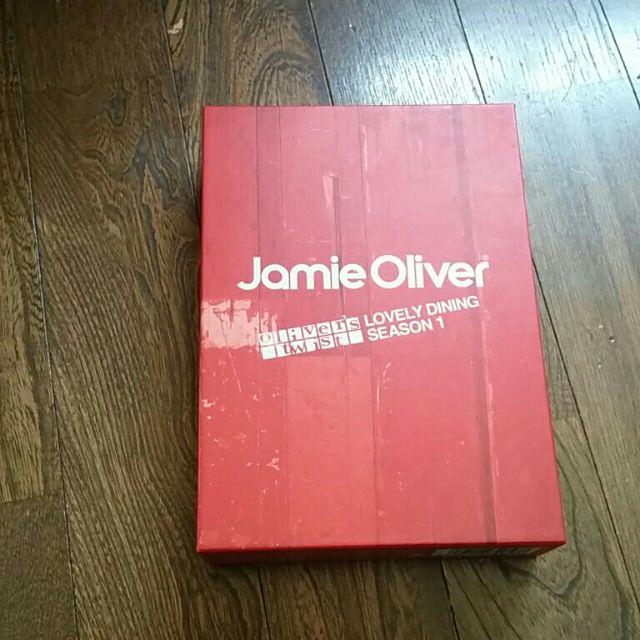 Jamie Oliver®
oliver's
twist
LOVELY DINING
SEASON 1